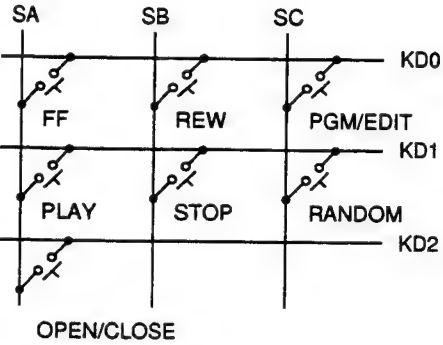 SA SB SC
KD0
FF REW PGM/EDIT
KD1
PLAY STOP RANDOM
KD2
OPEN/CLOSE